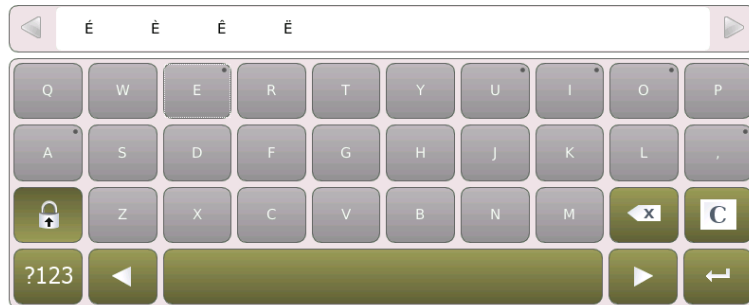 É È Ê Ë
Q W E R T Y U I O P
A S D F G H J K L ,
Z X C V B N M X C
?123